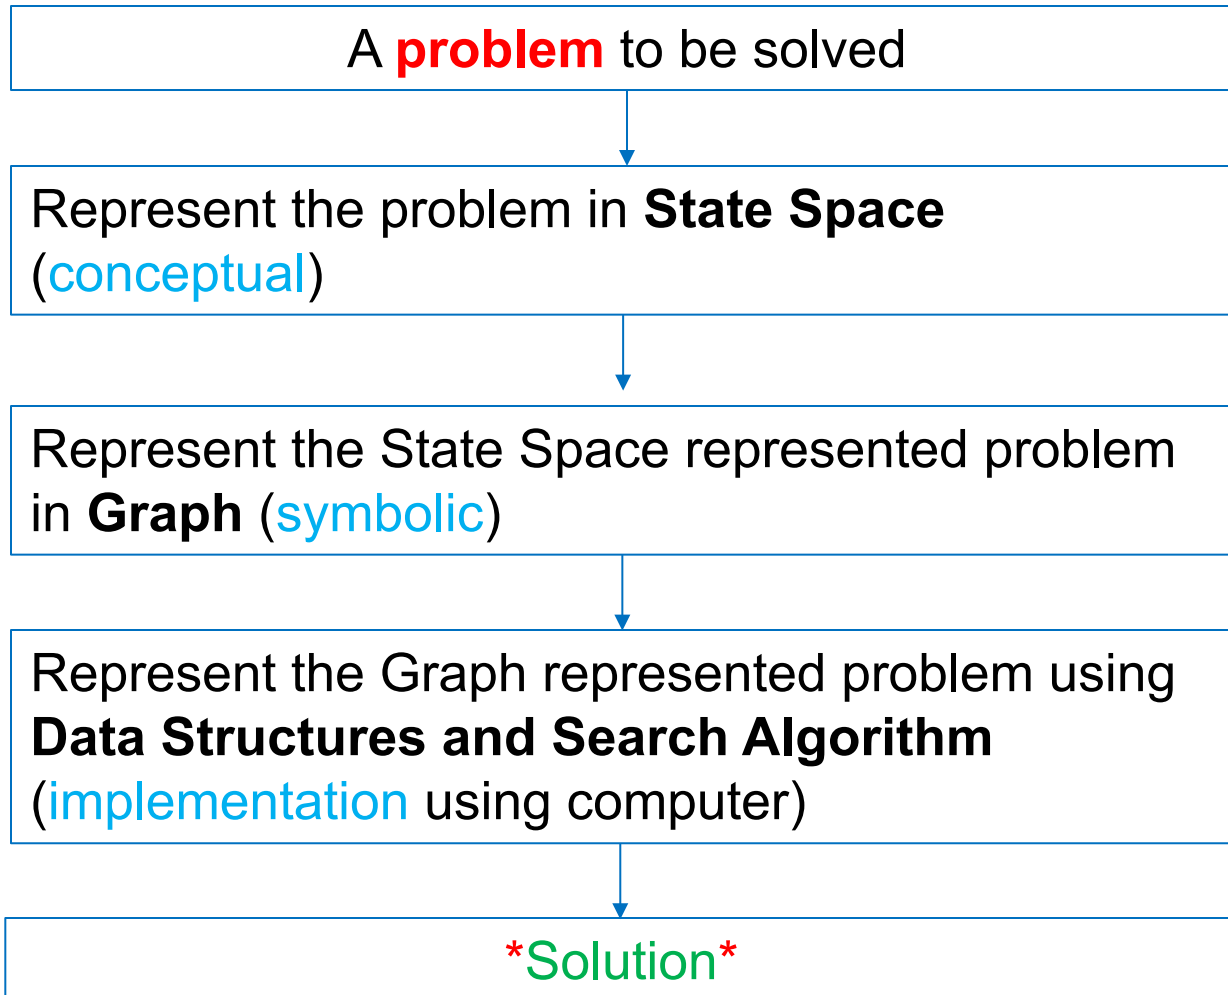 A problem to be solved
Represent the problem in State Space
(conceptual)
Represent the State Space represented problem
in Graph (symbolic)
Represent the Graph represented problem using
Data Structures and Search Algorithm
(implementation using computer)
*Solution*